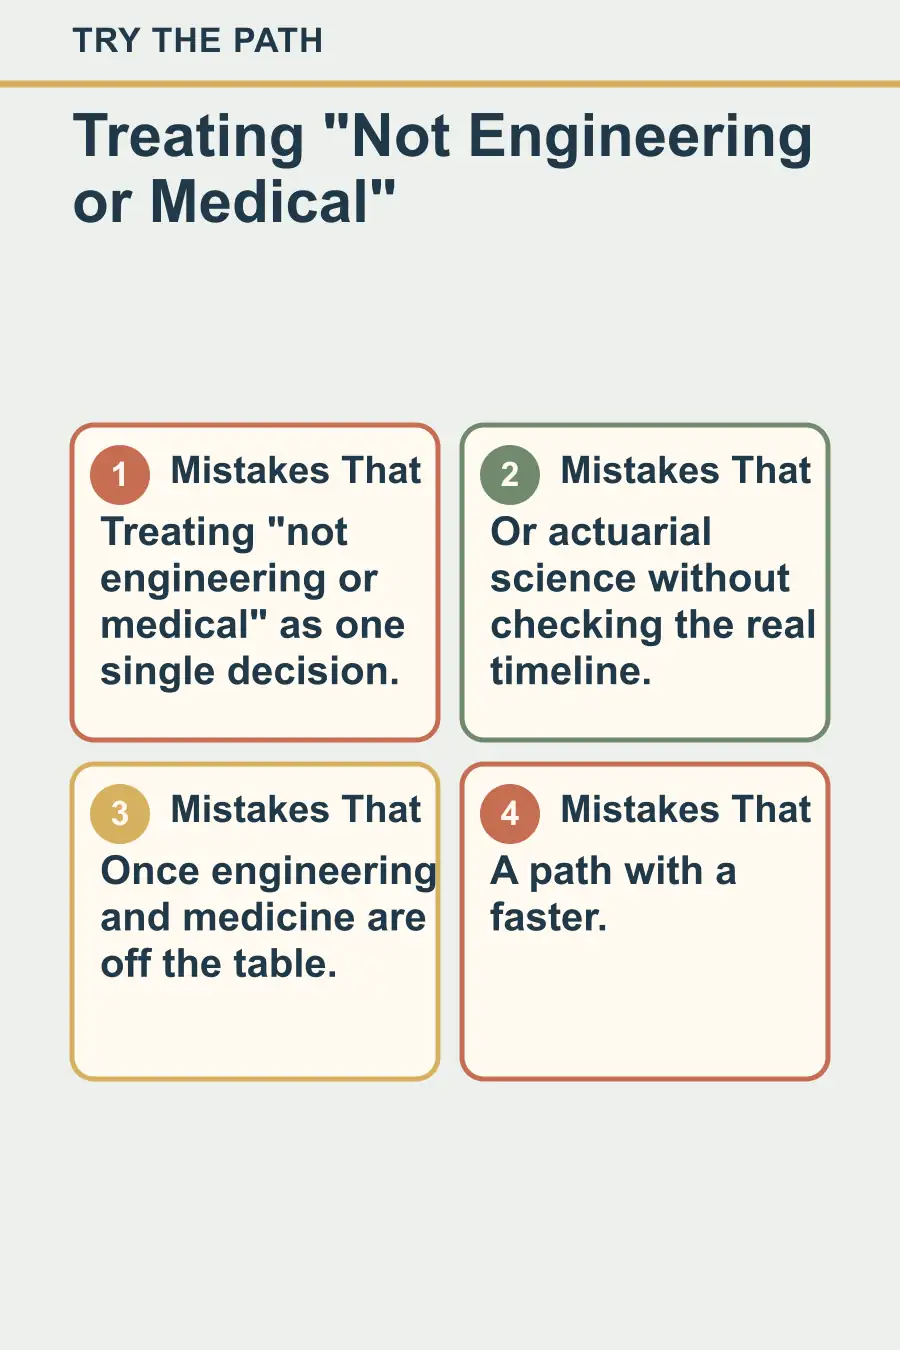 TRY THE PATH
Treating "Not Engineering
or Medical"
1 Mistakes That
Treating "not
engineering or
medical" as one
single decision.
2 Mistakes That
Or actuarial
science without
checking the real
timeline.
3 Mistakes That
Once engineering
and medicine are
off the table.
4 Mistakes That
A path with a
faster.